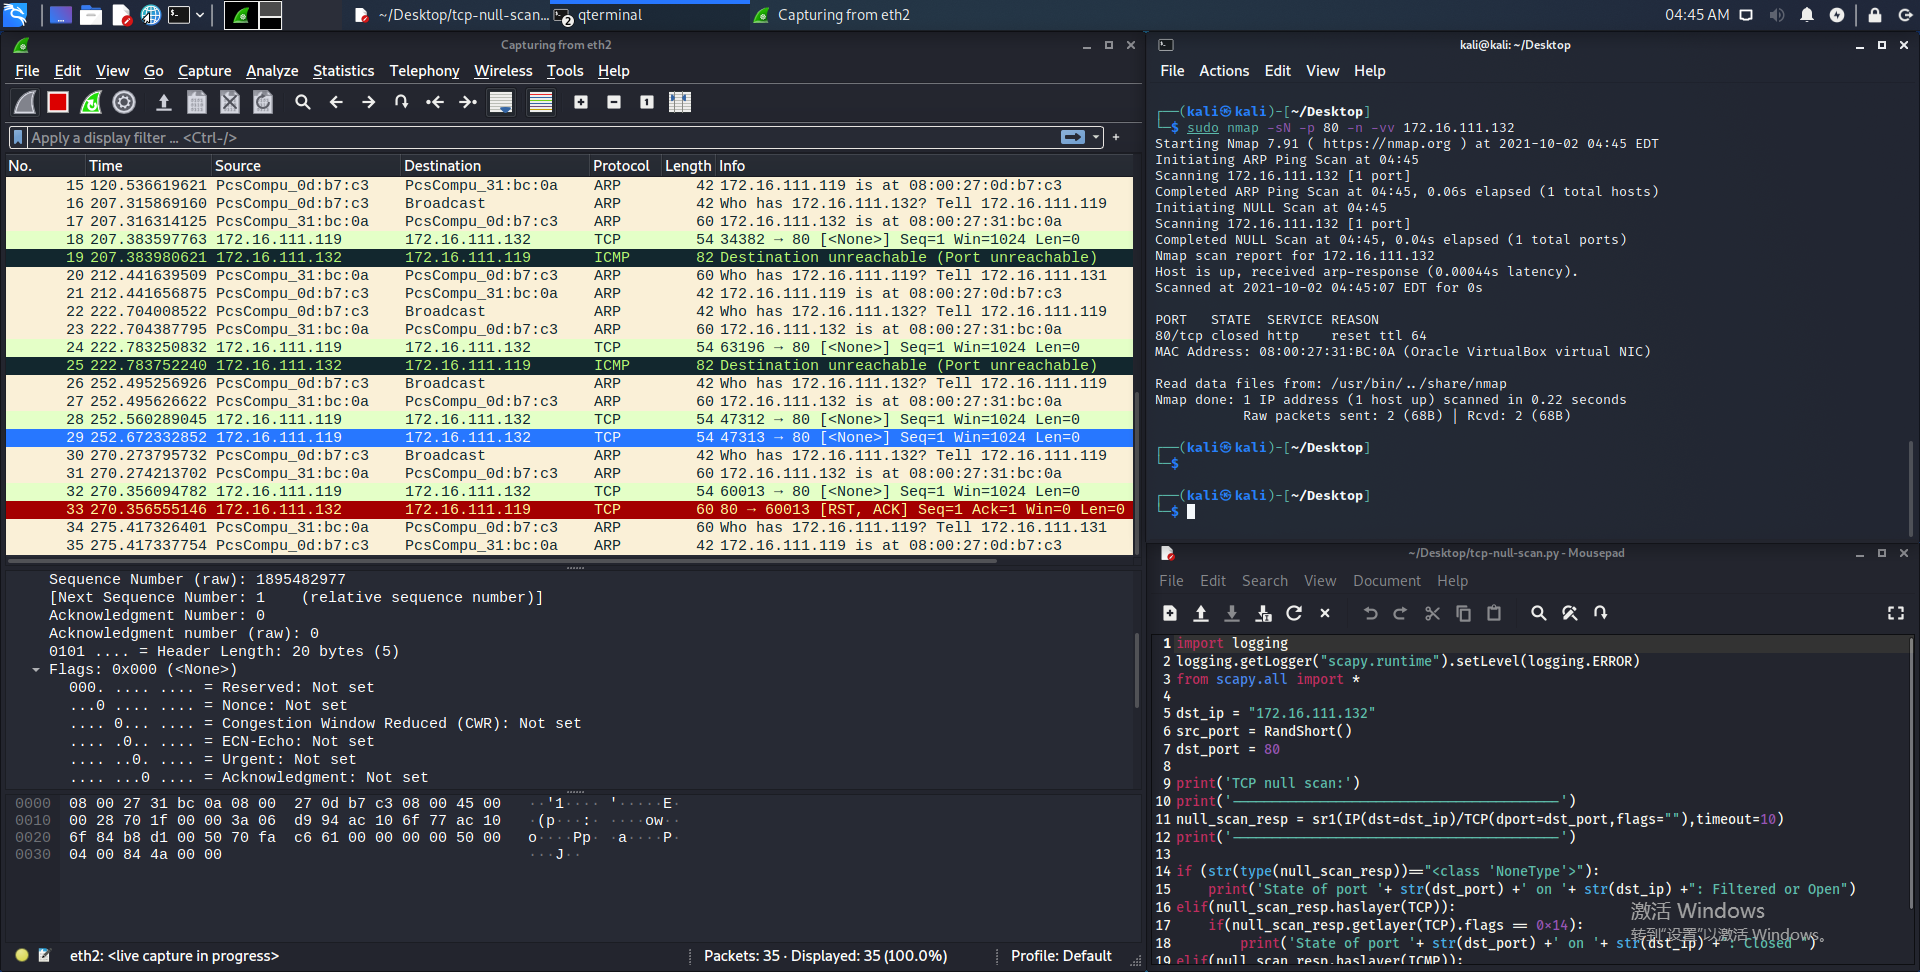 ~/Desktop/tcp-null-scan...
2 qterminal
Capturing from eth2
04:45 AM
Capturing from eth2
File Edit View Go Capture Analyze Statistics Telephony Wireless Tools Help
Apply a display filter ... <Ctrl-/>
No. Time Source Destination Protocol Length Info
15 120.536619621 PcsCompu_0d:b7:c3 PcsCompu_31:bc:0a ARP 42 172.16.111.119 is at 08:00:27:0d:b7:c3
16 207.315869160 PcsCompu_0d:b7:c3 Broadcast ARP 42 Who has 172.16.111.132? Tell 172.16.111.119
17 207.316314125 PcsCompu_31:bc:0a PcsCompu_0d:b7:c3 ARP 60 172.16.111.132 is at 08:00:27:31:bc:0a
18 207.383597763 172.16.111.119 172.16.111.132 TCP 54 34382 → 80 [<None>] Seq=1 Win=1024 Len=0
19 207.383980621 172.16.111.132 172.16.111.119 ICMP 82 Destination unreachable (Port unreachable)
20 212.441639509 PcsCompu_31:bc:0a PcsCompu_0d:b7:c3 ARP 60 Who has 172.16.111.119? Tell 172.16.111.131
21 212.441656875 PcsCompu_0d:b7:c3 PcsCompu_31:bc:0a ARP 42 172.16.111.119 is at 08:00:27:0d:b7:c3
22 222.704008522 PcsCompu_0d:b7:c3 Broadcast ARP 42 Who has 172.16.111.132? Tell 172.16.111.119
23 222.704387795 PcsCompu_31:bc:0a PcsCompu_0d:b7:c3 ARP 60 172.16.111.132 is at 08:00:27:31:bc:0a
24 222.783250832 172.16.111.119 172.16.111.132 TCP 54 63196 → 80 [<None>] Seq=1 Win=1024 Len=0
25 222.783752240 172.16.111.132 172.16.111.119 ICMP 82 Destination unreachable (Port unreachable)
26 252.495256926 PcsCompu_0d:b7:c3 Broadcast ARP 42 Who has 172.16.111.132? Tell 172.16.111.119
27 252.495626622 PcsCompu_31:bc:0a PcsCompu_0d:b7:c3 ARP 60 172.16.111.132 is at 08:00:27:31:bc:0a
28 252.560289045 172.16.111.119 172.16.111.132 TCP 54 47312 → 80 [<None>] Seq=1 Win=1024 Len=0
29 252.672332852 172.16.111.119 172.16.111.132 TCP 54 47313 → 80 [<None>] Seq=1 Win=1024 Len=0
30 270.273795732 PcsCompu_0d:b7:c3 Broadcast ARP 42 Who has 172.16.111.132? Tell 172.16.111.119
31 270.274213702 PcsCompu_31:bc:0a PcsCompu_0d:b7:c3 ARP 60 172.16.111.132 is at 08:00:27:31:bc:0a
32 270.356094782 172.16.111.119 172.16.111.132 TCP 54 60013 → 80 [<None>] Seq=1 Win=1024 Len=0
33 270.356555146 172.16.111.132 172.16.111.119 TCP 60 80 → 60013 [RST, ACK] Seq=1 Ack=1 Win=0 Len=0
34 275.417326401 PcsCompu_31:bc:0a PcsCompu_0d:b7:c3 ARP 60 Who has 172.16.111.119? Tell 172.16.111.131
35 275.417337754 PcsCompu_0d:b7:c3 PcsCompu_31:bc:0a ARP 42 172.16.111.119 is at 08:00:27:0d:b7:c3
Sequence Number (raw): 1895482977
[Next Sequence Number: 1    (relative sequence number)]
Acknowledgment Number: 0
Acknowledgment number (raw): 0
0101 .... = Header Length: 20 bytes (5)
Flags: 0x000 (<None>)
000. .... .... = Reserved: Not set
...0 .... .... = Nonce: Not set
.... 0... .... = Congestion Window Reduced (CWR): Not set
.... .0.. .... = ECN-Echo: Not set
.... ..0. .... = Urgent: Not set
.... ...0 .... = Acknowledgment: Not set
0000 08 00 27 31 bc 0a 08 00 27 0d b7 c3 08 00 45 00 ··'1···· '·····E·
0010 00 28 70 1f 00 00 3a 06 d9 94 ac 10 6f 77 ac 10 ·(p···:· ····ow··
0020 6f 84 b8 d1 00 50 70 fa c6 61 00 00 00 00 50 00 o····Pp· ·a····P·
0030 04 00 84 4a 00 00 ···J··
eth2: <live capture in progress>
Packets: 35 · Displayed: 35 (100.0%)
Profile: Default
kali@kali: ~/Desktop
File Actions Edit View Help
┌──(kali㉿kali)-[~/Desktop]
└─$ sudo nmap -sN -p 80 -n -vv 172.16.111.132
Starting Nmap 7.91 ( https://nmap.org ) at 2021-10-02 04:45 EDT
Initiating ARP Ping Scan at 04:45
Scanning 172.16.111.132 [1 port]
Completed ARP Ping Scan at 04:45, 0.06s elapsed (1 total hosts)
Initiating NULL Scan at 04:45
Scanning 172.16.111.132 [1 port]
Completed NULL Scan at 04:45, 0.04s elapsed (1 total ports)
Nmap scan report for 172.16.111.132
Host is up, received arp-response (0.00044s latency).
Scanned at 2021-10-02 04:45:07 EDT for 0s
PORT   STATE  SERVICE REASON
80/tcp closed http    reset ttl 64
MAC Address: 08:00:27:31:BC:0A (Oracle VirtualBox virtual NIC)
Read data files from: /usr/bin/../share/nmap
Nmap done: 1 IP address (1 host up) scanned in 0.22 seconds
Raw packets sent: 2 (68B) | Rcvd: 2 (68B)
┌──(kali㉿kali)-[~/Desktop]
└─$
┌──(kali㉿kali)-[~/Desktop]
└─$
~/Desktop/tcp-null-scan.py - Mousepad
File Edit Search View Document Help
1 import logging
2 logging.getLogger("scapy.runtime").setLevel(logging.ERROR)
3 from scapy.all import *
4
5 dst_ip = "172.16.111.132"
6 src_port = RandShort()
7 dst_port = 80
8
9 print('TCP null scan:')
10 print('-----------------------------------------')
11 null_scan_resp = sr1(IP(dst=dst_ip)/TCP(dport=dst_port,flags=""),timeout=10)
12 print('-----------------------------------------')
13
14 if (str(type(null_scan_resp))=="<class 'NoneType'>"):
15     print('State of port '+ str(dst_port) +' on '+ str(dst_ip) +": Filtered or Open")
16 elif(null_scan_resp.haslayer(TCP)):
17     if(null_scan_resp.getlayer(TCP).flags == 0x14):
18         print('State of port '+ str(dst_port) +' on '+ str(dst_ip) +': Closed ')
19 elif(null_scan_resp.haslayer(ICMP)):
激活 Windows
转到"设置"以激活 Windows。